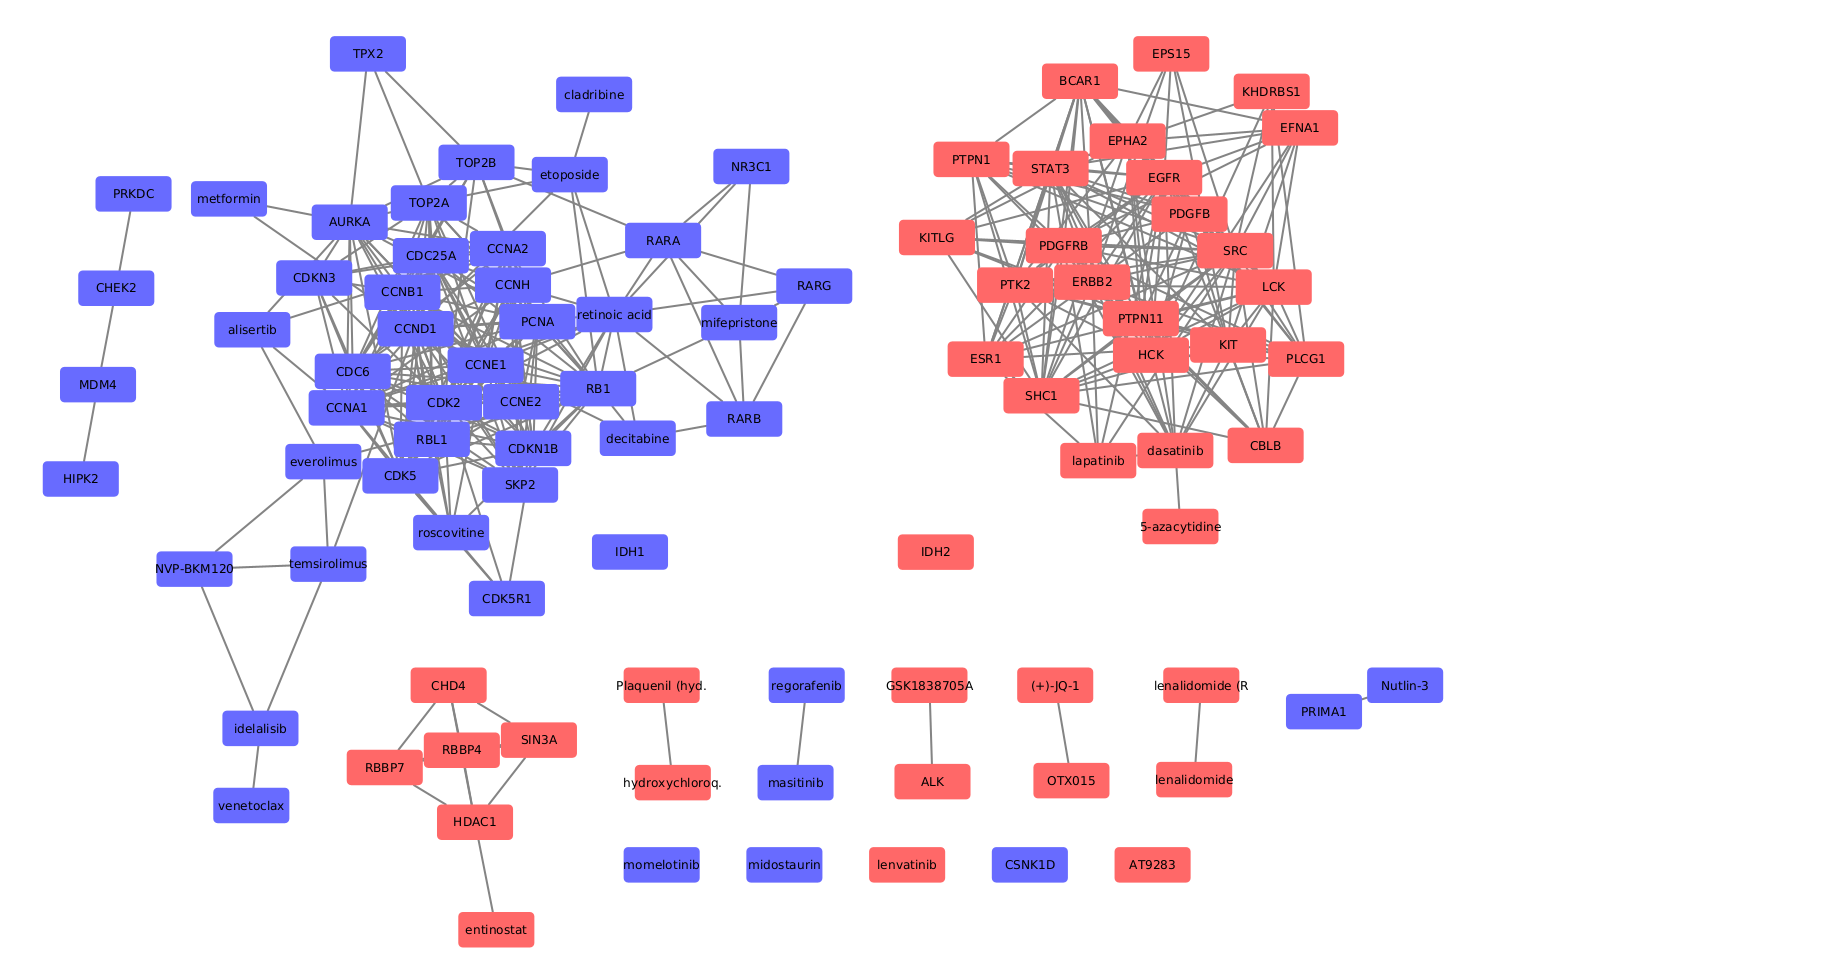 TPX2
EPS15
BCAR1
KHDRBS1
cladribine
EFNA1
EPHA2
TOP2B
PTPN1
NR3C1
STAT3
etoposide
EGFR
PRKDC
metformin
TOP2A
PDGFB
AURKA
KITLG
RARA
PDGFRB
CCNA2
SRC
CDC25A
CDKN3
ERBB2
CCNH
PTK2
RARG
LCK
CHEK2
CCNB1
retinoic acid
PTPN11
PCNA
mifepristone
alisertib
CCND1
KIT
HCK
ESR1
PLCG1
CCNE1
CDC6
MDM4
RB1
SHC1
CCNE2
CDK2
CCNA1
RARB
decitabine
RBL1
CBLB
CDKN1B
dasatinib
lapatinib
everolimus
CDK5
HIPK2
SKP2
5-azacytidine
roscovitine
IDH1
IDH2
temsirolimus
NVP-BKM120
CDK5R1
CHD4
Plaquenil (hyd.
regorafenib
GSK1838705A
(+)-JQ-1
lenalidomide (R
Nutlin-3
PRIMA1
idelalisib
SIN3A
RBBP4
RBBP7
hydroxychloroq.
masitinib
ALK
OTX015
lenalidomide
venetoclax
HDAC1
momelotinib
midostaurin
lenvatinib
CSNK1D
AT9283
entinostat